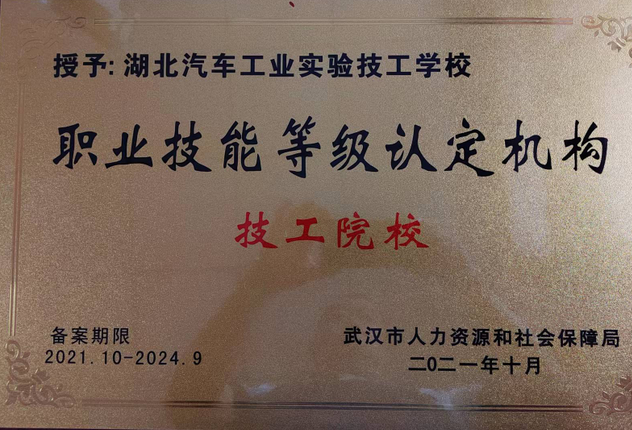 授予:湖北汽车工业实验技工学校
职业技能等级认定机构
技工院校
备案期限
2021.10-2024.9
武汉市人力资源和社会保障局
二0二一年十月